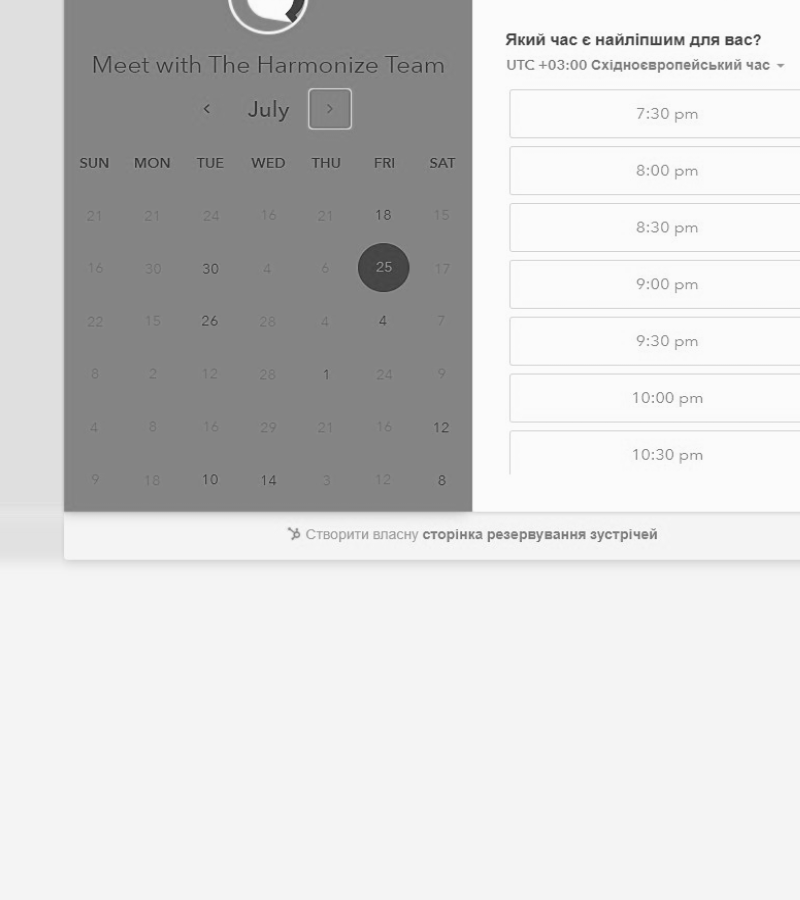 Meet with The Harmonize Team
July
SUN MON TUE WED THU FRI SAT
21 21 24 16 21 18 15
16 30 30 4 6 25 17
22 15 26 28 4 4 7
8 2 12 28 1 24 9
4 8 16 29 21 16 12
9 18 10 14 3 12 8
Який час є найліпшим для вас?
UTC +03:00 Східноєвропейський час
7:30 pm
8:00 pm
8:30 pm
9:00 pm
9:30 pm
10:00 pm
10:30 pm
Створити власну сторінка резервування зустрічей